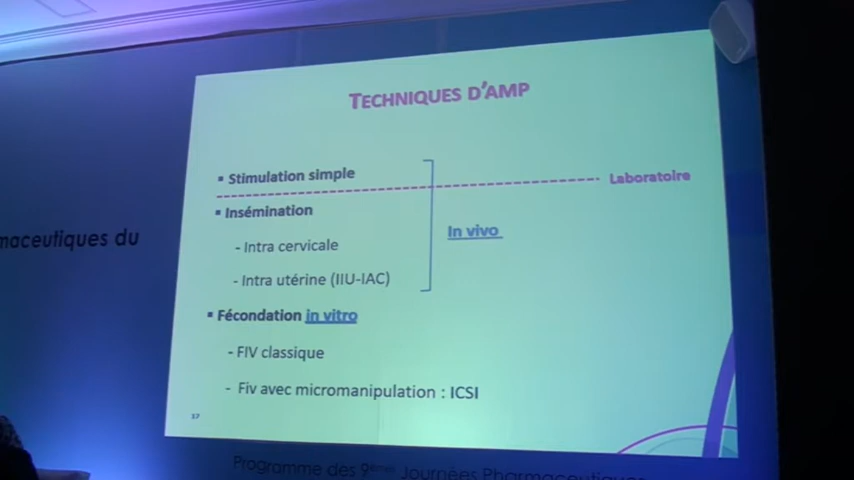 TECHNIQUES D'AMP
▪ Stimulation simple
Laboratoire
▪ Insémination
- Intra cervicale
In vivo
- Intra utérine (IIU-IAC)
▪ Fécondation in vitro
- FIV classique
- Fiv avec micromanipulation : ICSI
maceutiques du
Programme des 9èmes Journées Pharmaceutiques